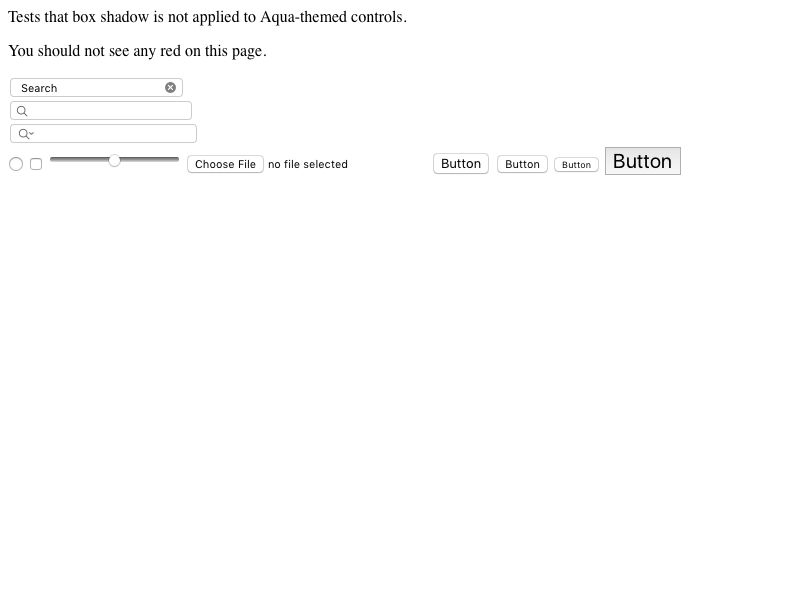 Tests that box shadow is not applied to Aqua-themed controls.
You should not see any red on this page.
Search
Choose File no file selected Button Button Button Button